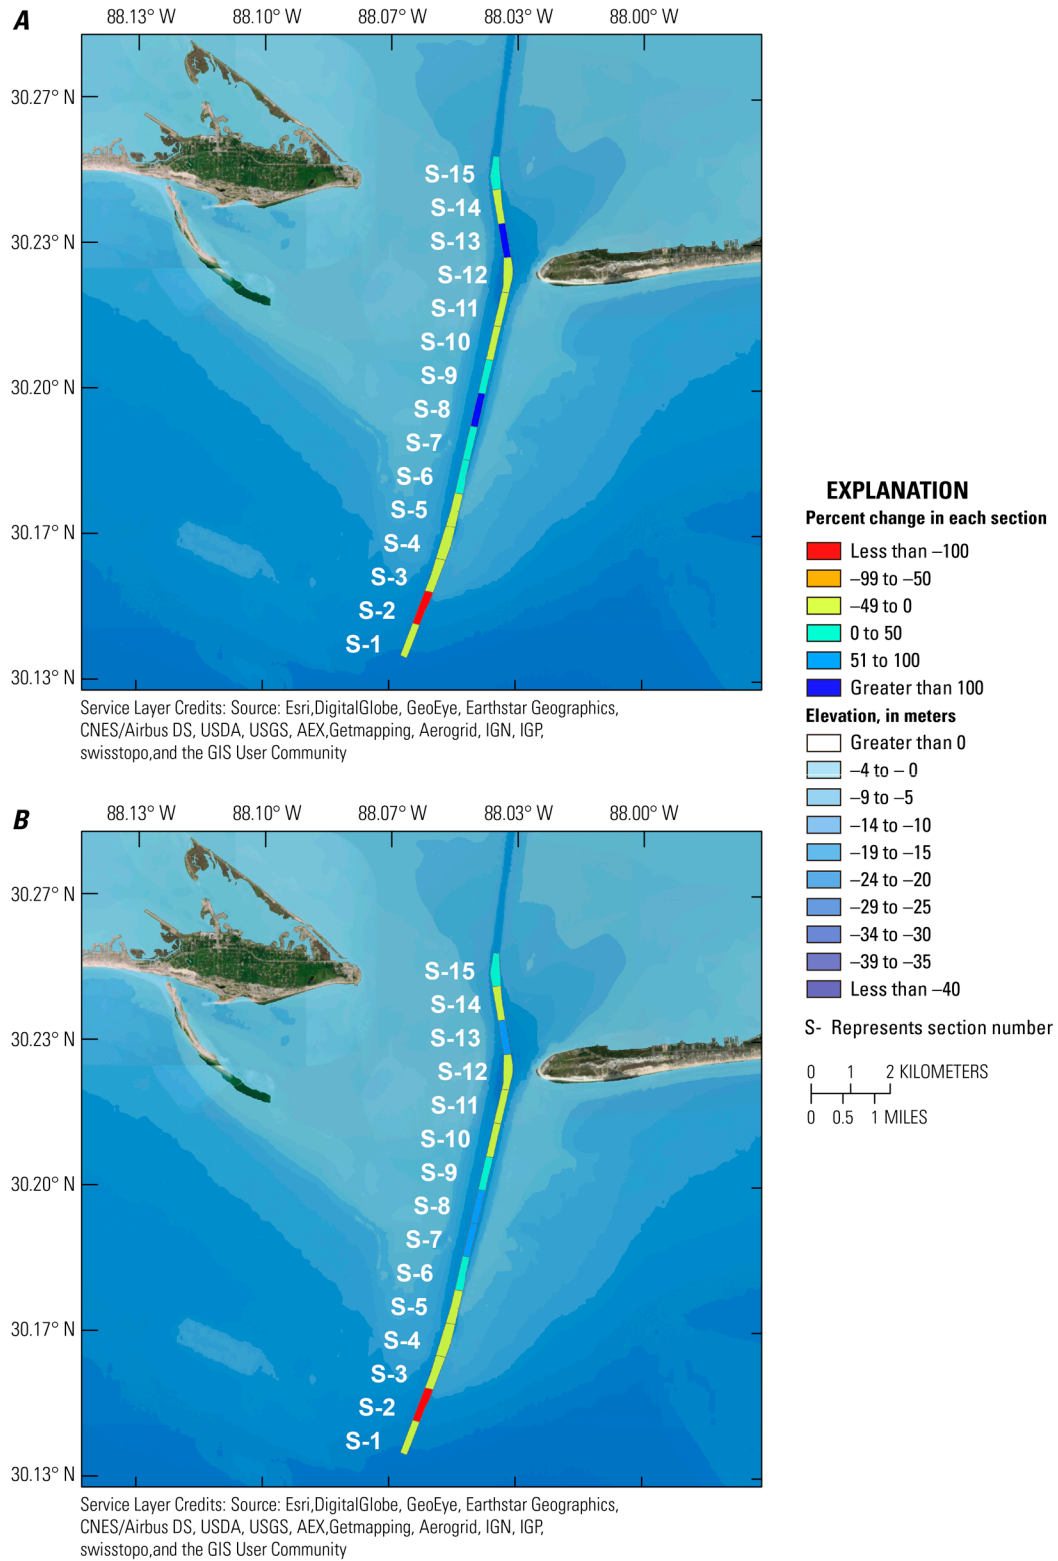 A
88.13° W 88.10° W 88.07° W 88.03° W 88.00° W
30.27° N
S-15
S-14
30.23° N
S-13
S-12
S-11
S-10
S-9
30.20° N
S-8
S-7
S-6
S-5
30.17° N
S-4
S-3
S-2
S-1
30.13° N
Service Layer Credits: Source: Esri,DigitalGlobe, GeoEye, Earthstar Geographics,
CNES/Airbus DS, USDA, USGS, AEX,Getmapping, Aerogrid, IGN, IGP,
swisstopo,and the GIS User Community
EXPLANATION
Percent change in each section
Less than –100
–99 to –50
–49 to 0
0 to 50
51 to 100
Greater than 100
Elevation, in meters
Greater than 0
–4 to – 0
–9 to –5
–14 to –10
–19 to –15
–24 to –20
–29 to –25
–34 to –30
–39 to –35
Less than –40
S- Represents section number
0 1 2 KILOMETERS
0 0.5 1 MILES
B
88.13° W 88.10° W 88.07° W 88.03° W 88.00° W
30.27° N
S-15
S-14
30.23° N
S-13
S-12
S-11
S-10
S-9
30.20° N
S-8
S-7
S-6
S-5
30.17° N
S-4
S-3
S-2
S-1
30.13° N
Service Layer Credits: Source: Esri,DigitalGlobe, GeoEye, Earthstar Geographics,
CNES/Airbus DS, USDA, USGS, AEX,Getmapping, Aerogrid, IGN, IGP,
swisstopo,and the GIS User Community